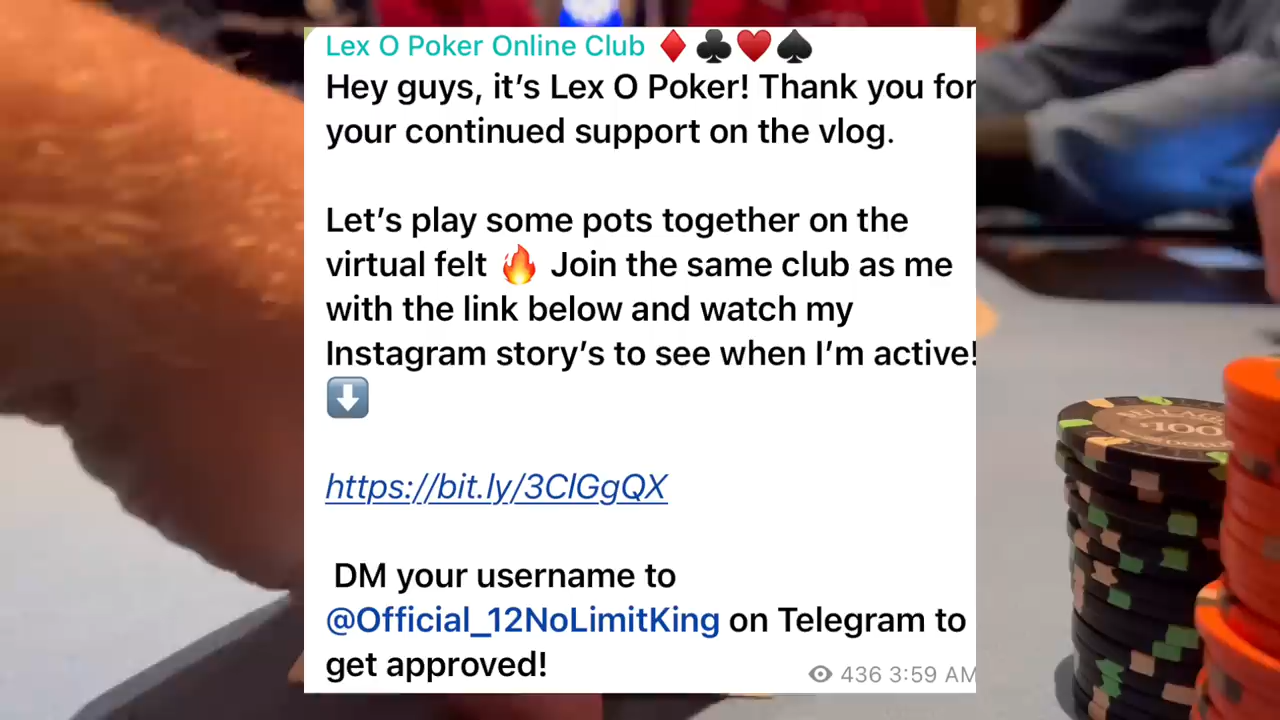 Lex O Poker Online Club ♦️♣️♥️♠️
Hey guys, it’s Lex O Poker! Thank you for
your continued support on the vlog.
Let’s play some pots together on the
virtual felt 🔥 Join the same club as me
with the link below and watch my
Instagram story’s to see when I’m active!
⬇️
https://bit.ly/3ClGgQX
DM your username to
@Official_12NoLimitKing on Telegram to
get approved!
436 3:59 AM
$100